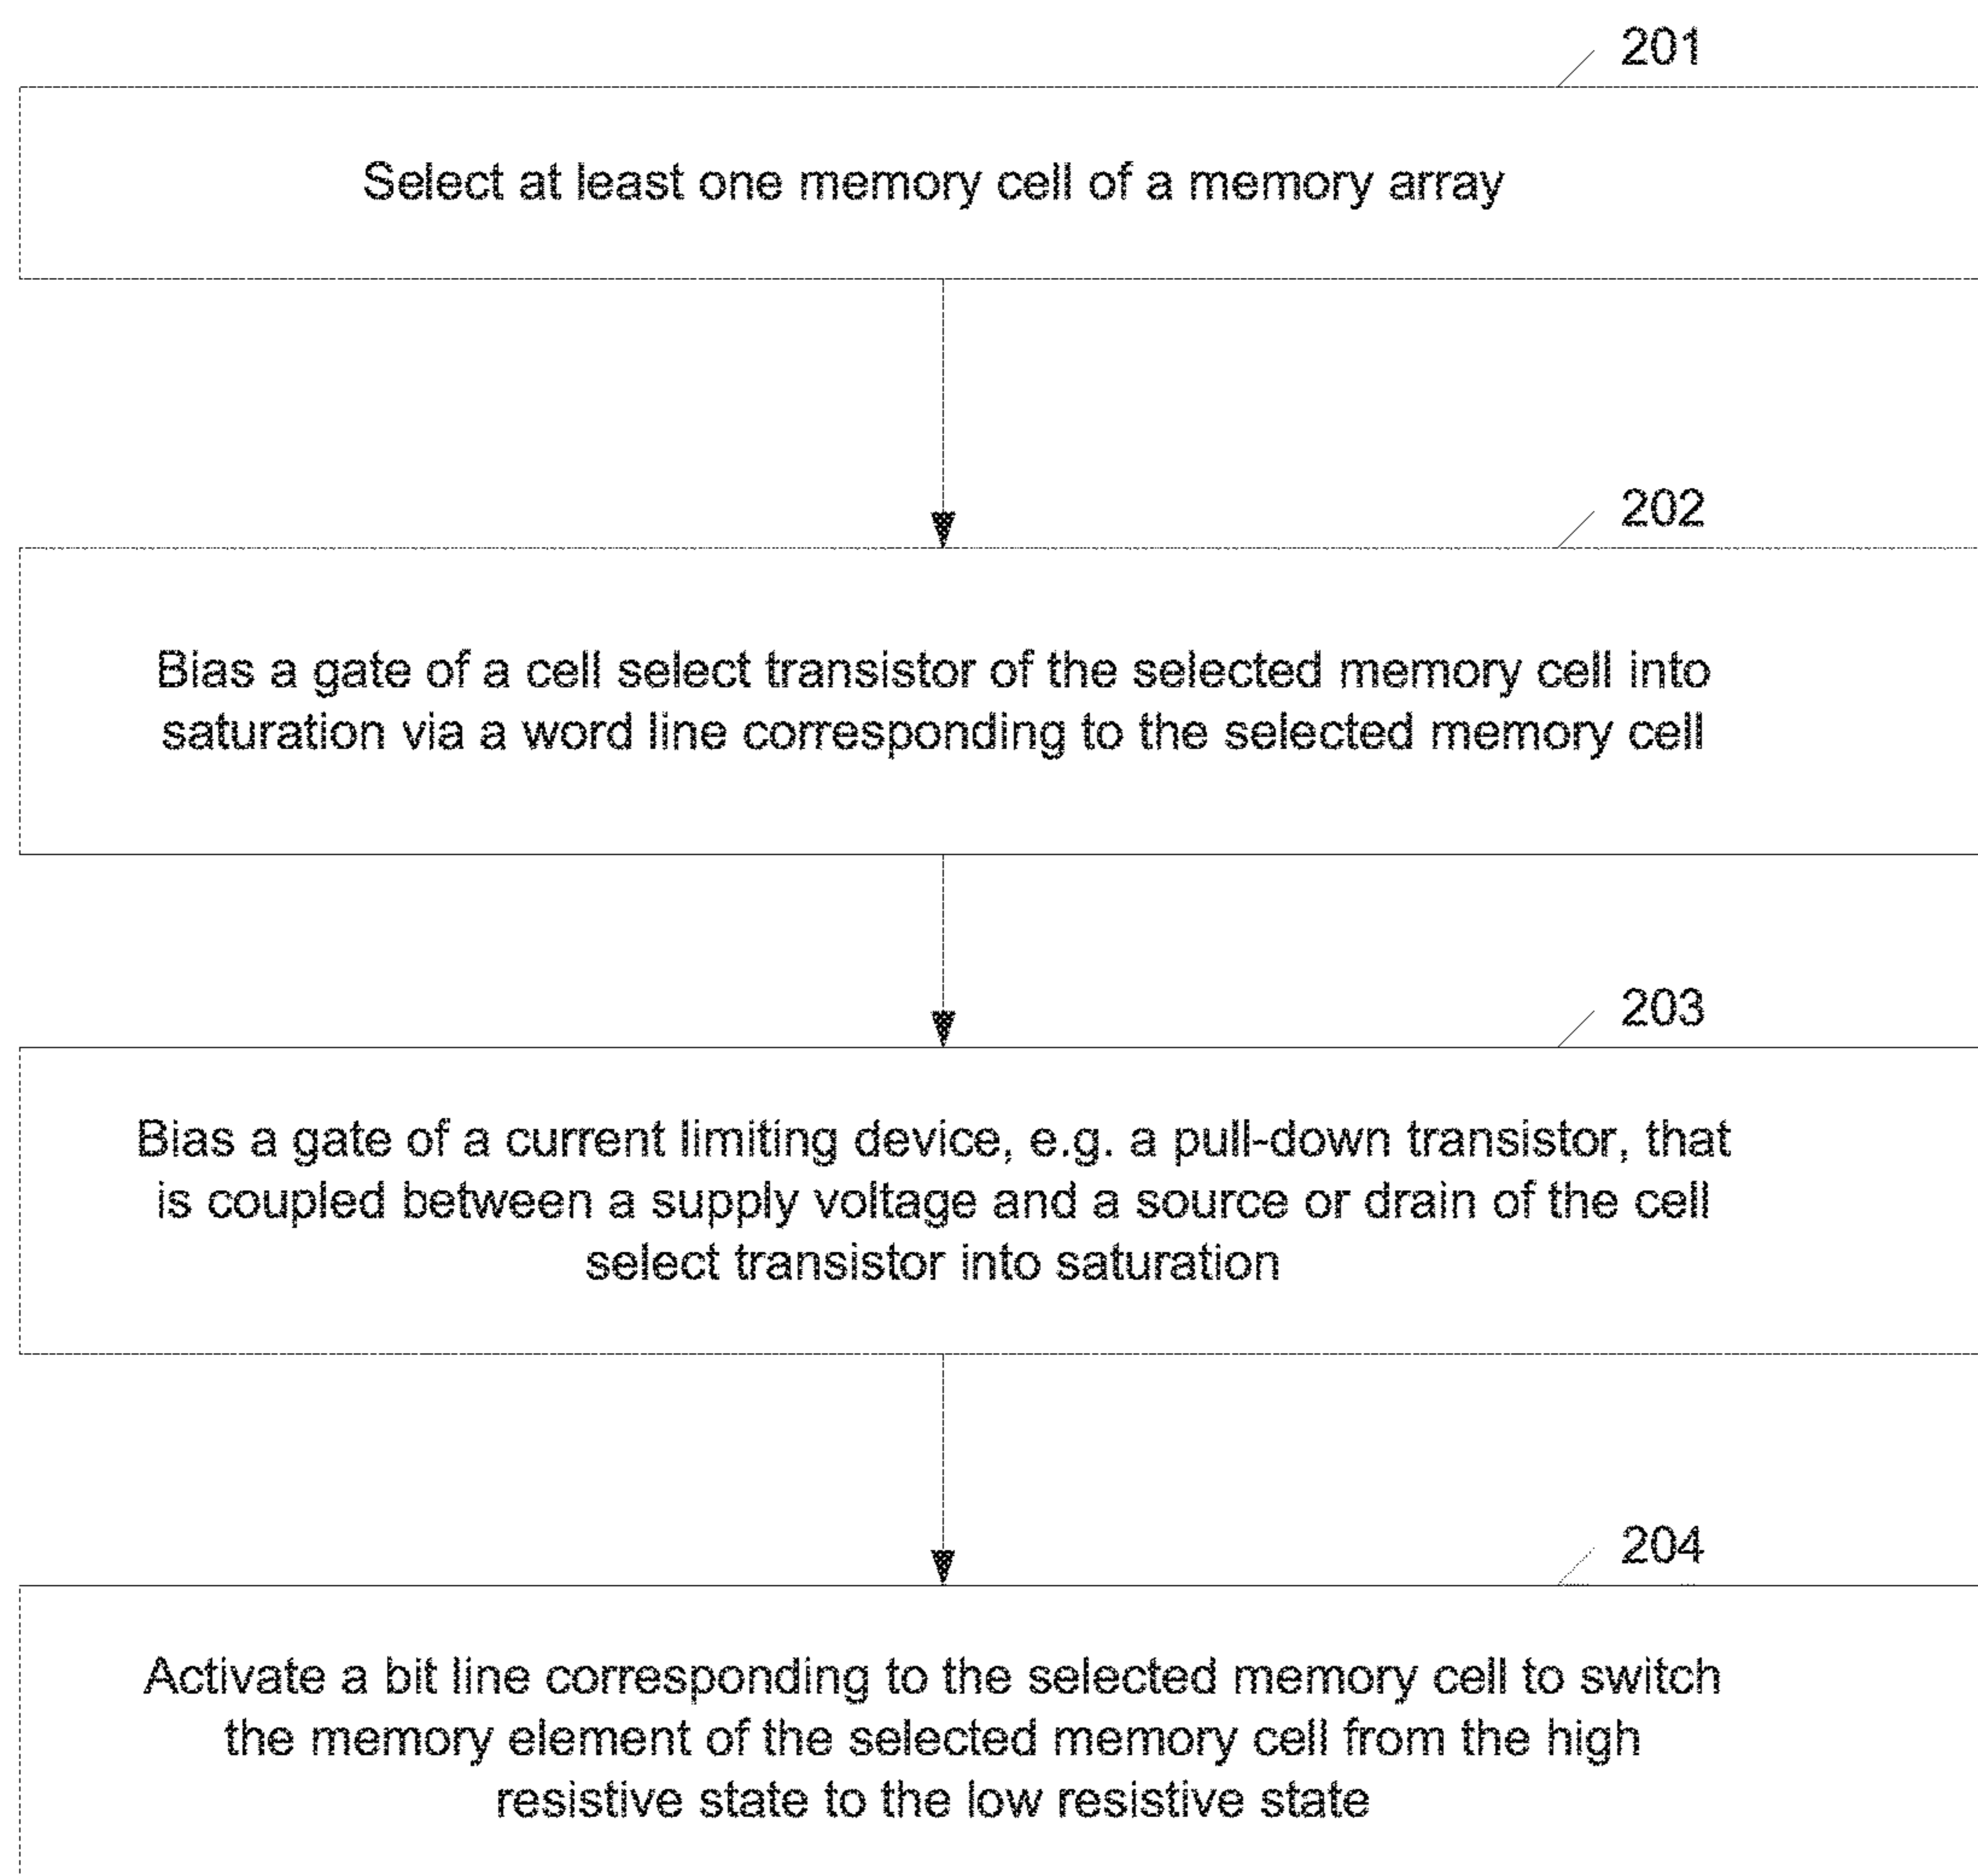 201
Select at least one memory cell of a memory array
202
Bias a gate of a cell select transistor of the selected memory cell into
saturation via a word line corresponding to the selected memory cell
203
Bias a gate of a current limiting device, e.g. a pull-down transistor, that
is coupled between a supply voltage and a source or drain of the cell
select transistor into saturation
204
Activate a bit line corresponding to the selected memory cell to switch
the memory element of the selected memory cell from the high
resistive state to the low resistive state